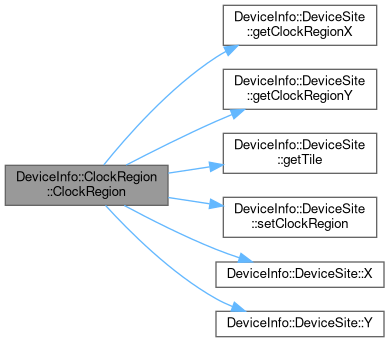 DeviceInfo::ClockRegion
::ClockRegion
DeviceInfo::DeviceSite
::getClockRegionX
DeviceInfo::DeviceSite
::getClockRegionY
DeviceInfo::DeviceSite
::getTile
DeviceInfo::DeviceSite
::setClockRegion
DeviceInfo::DeviceSite::X
DeviceInfo::DeviceSite::Y